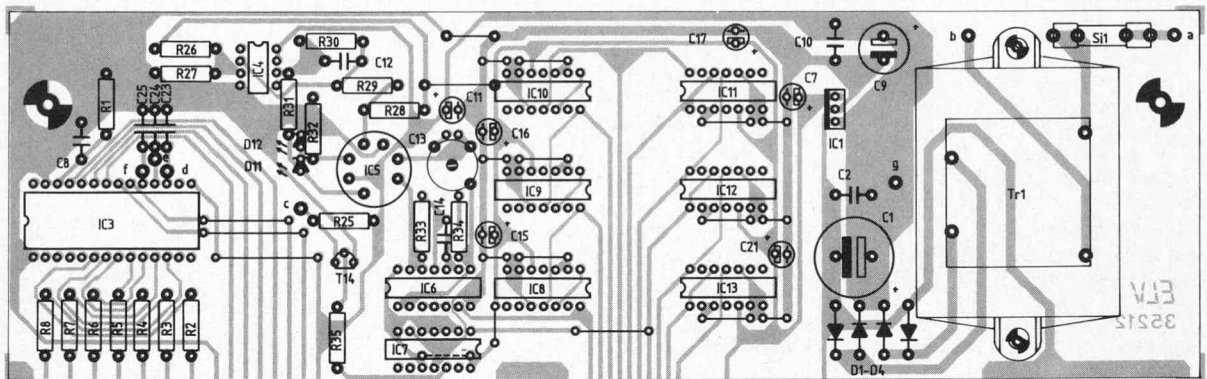 R26
R30
C17
C10
b
Si1
a
R27
IC4
C12
C9
R29
C7
R1
C25
C24
C23
R31
R28
C11
IC10
IC11
R32
C16
C13
D12
IC1
C8
D11
IC5
f
e
d
IC9
IC12
C2
g
Tr1
IC3
c
R25
R33
C14
R34
C15
C21
C1
T14
IC6
IC8
IC13
ELV
35212
R8
R7
R6
R5
R4
R3
R2
R35
IC7
D1-D4